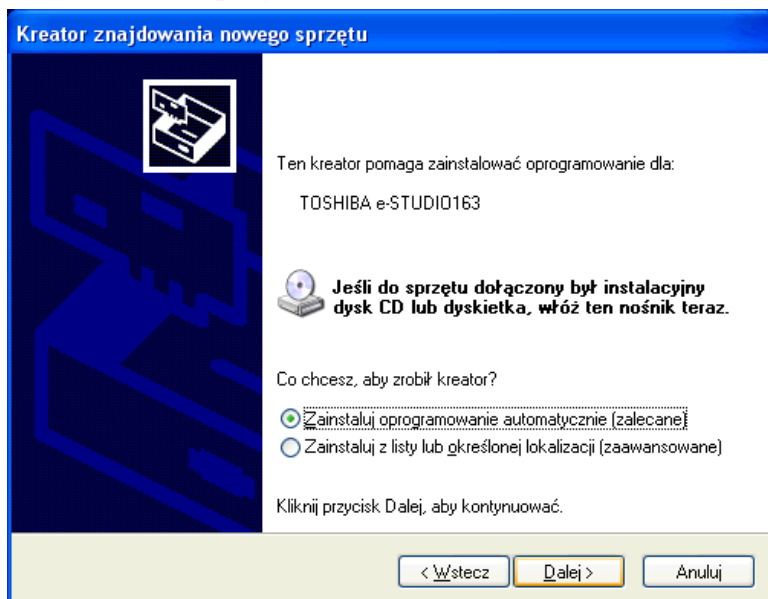 Kreator znajdowania nowego sprzętu
Ten kreator pomaga zainstalować oprogramowanie dla:
TOSHIBA e-STUDIO163
Jeśli do sprzętu dołączony był instalacyjny
dysk CD lub dyskietka, włóż ten nośnik teraz.
Co chcesz, aby zrobił kreator?
Zainstaluj oprogramowanie automatycznie (zalecane)
Zainstaluj z listy lub określonej lokalizacji (zaawansowane)
Kliknij przycisk Dalej, aby kontynuować.
< Wstecz Dalej > Anuluj